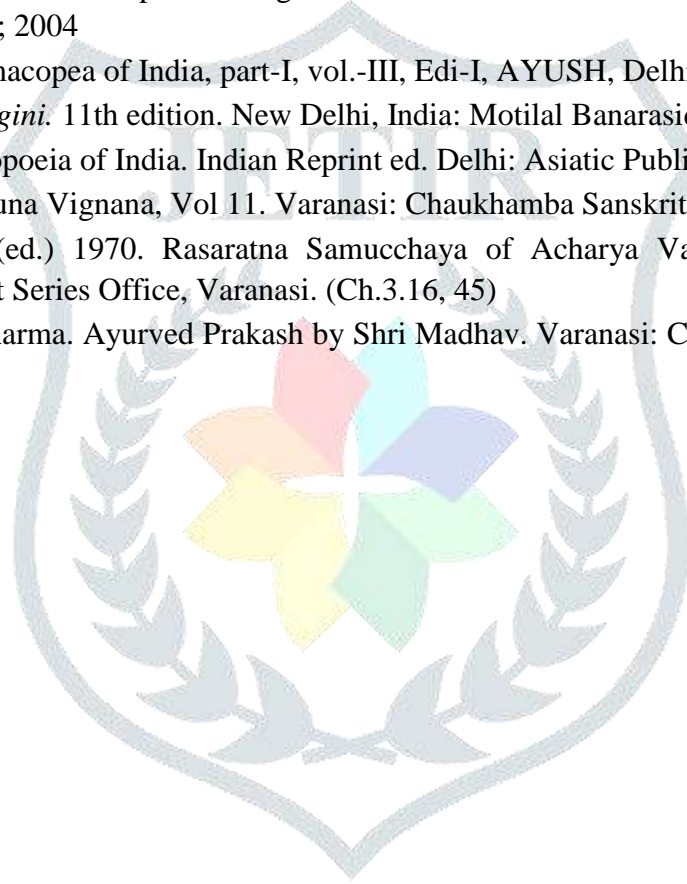 ; 2004
nacopea of India, part-I, vol.-III, Edi-I, AYUSH, Delhi
gini. 11th edition. New Delhi, India: Motilal Banarasid
opoeia of India. Indian Reprint ed. Delhi: Asiatic Publi
una Vignana, Vol 11. Varanasi: Chaukhamba Sanskrit
(ed.) 1970. Rasaratna Samucchaya of Acharya Va
t Series Office, Varanasi. (Ch.3.16, 45)
harma. Ayurved Prakash by Shri Madhav. Varanasi: C
JETIR